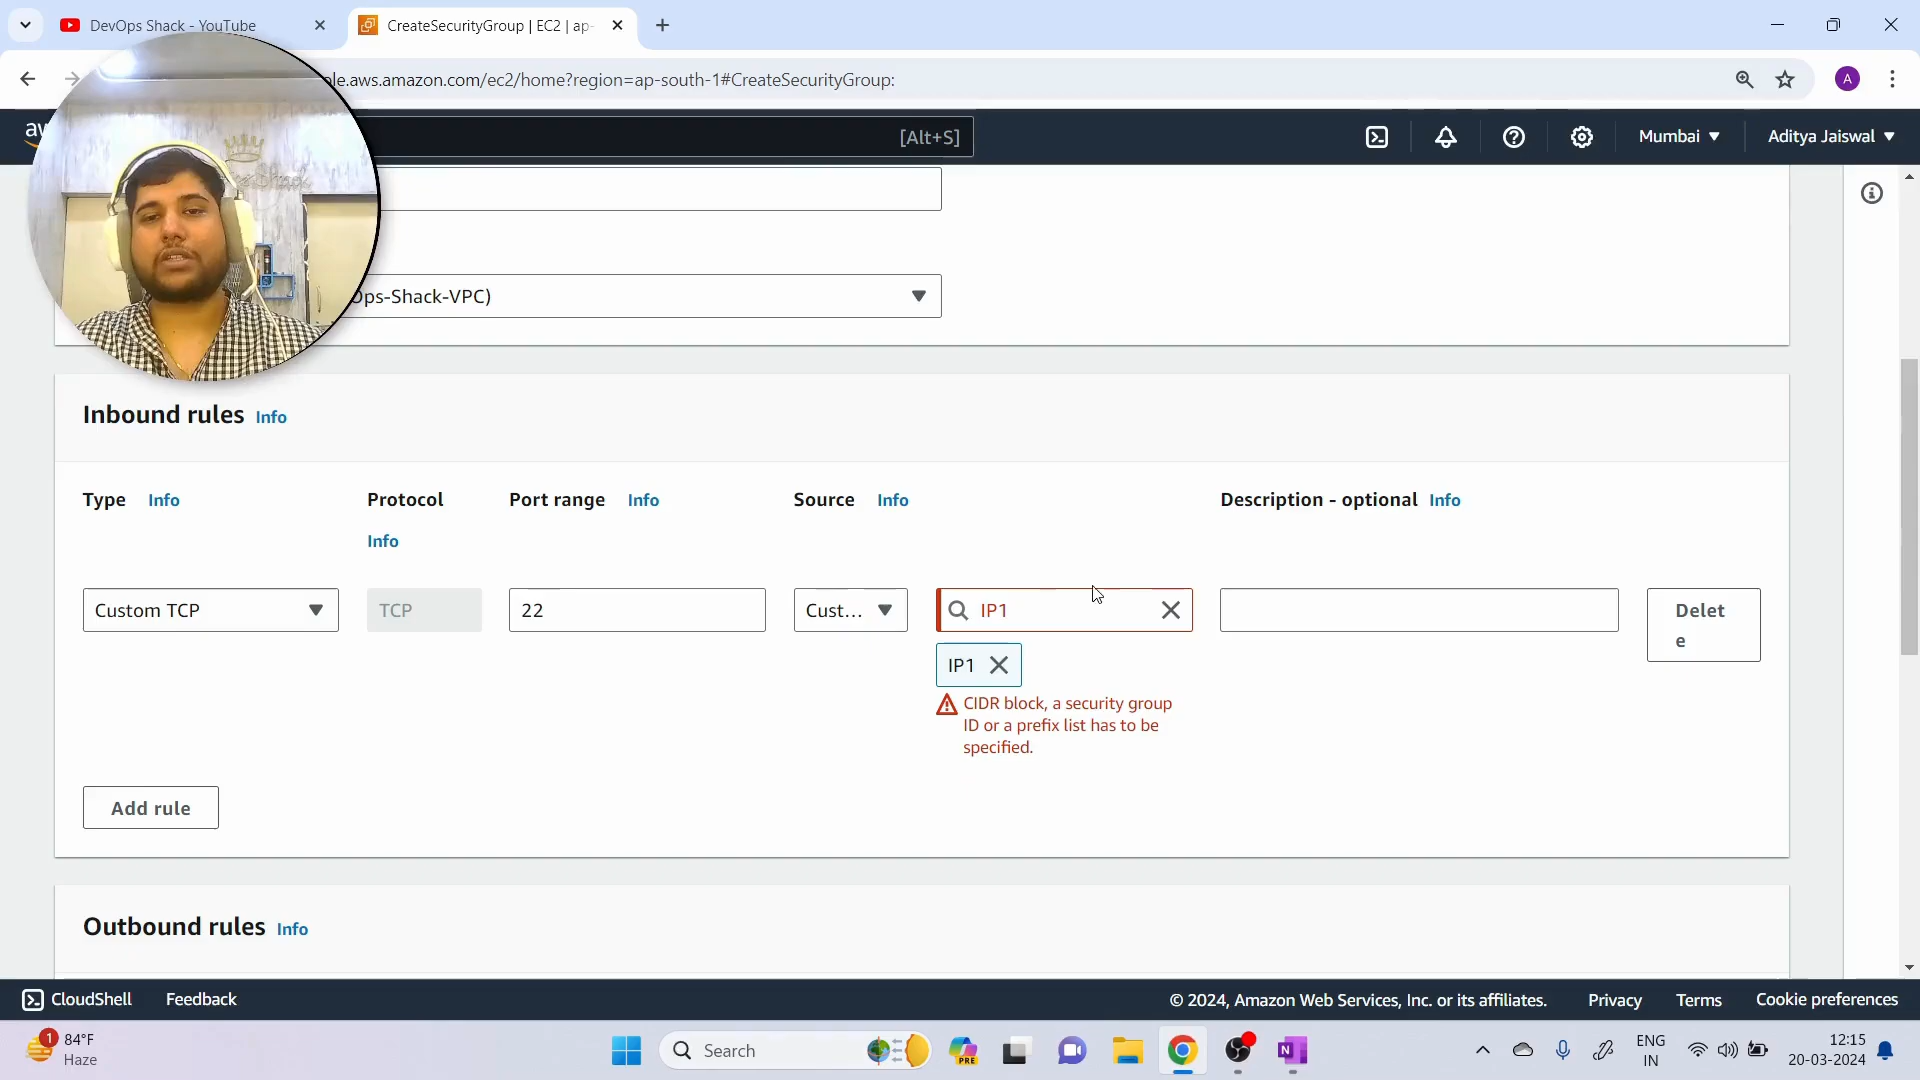 DevOps Shack - YouTube
CreateSecurityGroup | EC2 | ap-
le.aws.amazon.com/ec2/home?region=ap-south-1#CreateSecurityGroup:
A
[Alt+S]
Mumbai
Aditya Jaiswal
Ops-Shack-VPC)
Inbound rules Info
Type Info
Protocol
Info
Port range Info
Source Info
Description - optional Info
Custom TCP
TCP
22
Cust...
IP1
Delet
e
IP1
CIDR block, a security group
ID or a prefix list has to be
specified.
Add rule
Outbound rules Info
CloudShell
Feedback
© 2024, Amazon Web Services, Inc. or its affiliates.
Privacy
Terms
Cookie preferences
1
84°F
Haze
Search
PRE
N
ENG
IN
12:15
20-03-2024